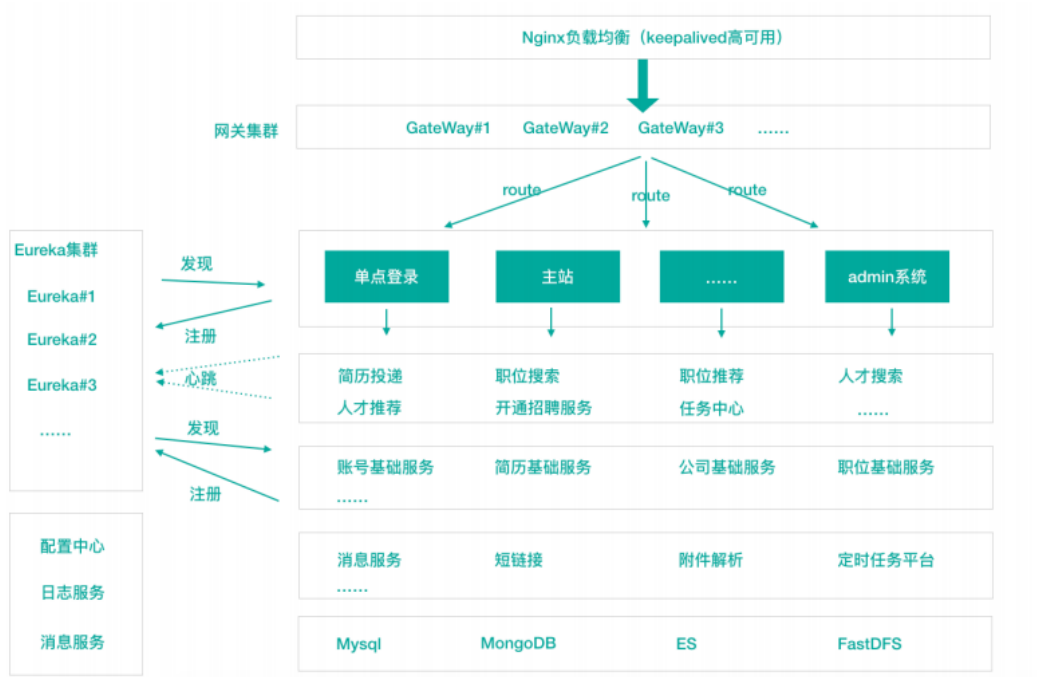 Nginx负载均衡（keepalived高可用）
网关集群
GateWay#1 GateWay#2 GateWay#3 ......
route route route
Eureka集群
Eureka#1
Eureka#2
Eureka#3
......
发现
注册
心跳
发现
注册
单点登录 主站 ...... admin系统
简历投递 职位搜索 职位推荐 人才搜索
人才推荐 开通招聘服务 任务中心 ......
账号基础服务 简历基础服务 公司基础服务 职位基础服务
......
配置中心
日志服务
消息服务
消息服务 短链接 附件解析 定时任务平台
......
Mysql MongoDB ES FastDFS